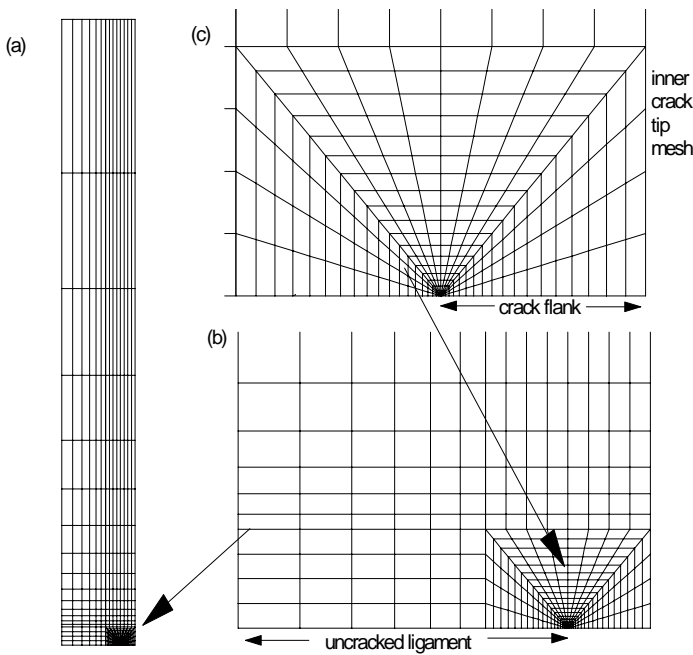 (a)
(c)
inner
crack
tip
mesh
crack flank
(b)
uncracked ligament